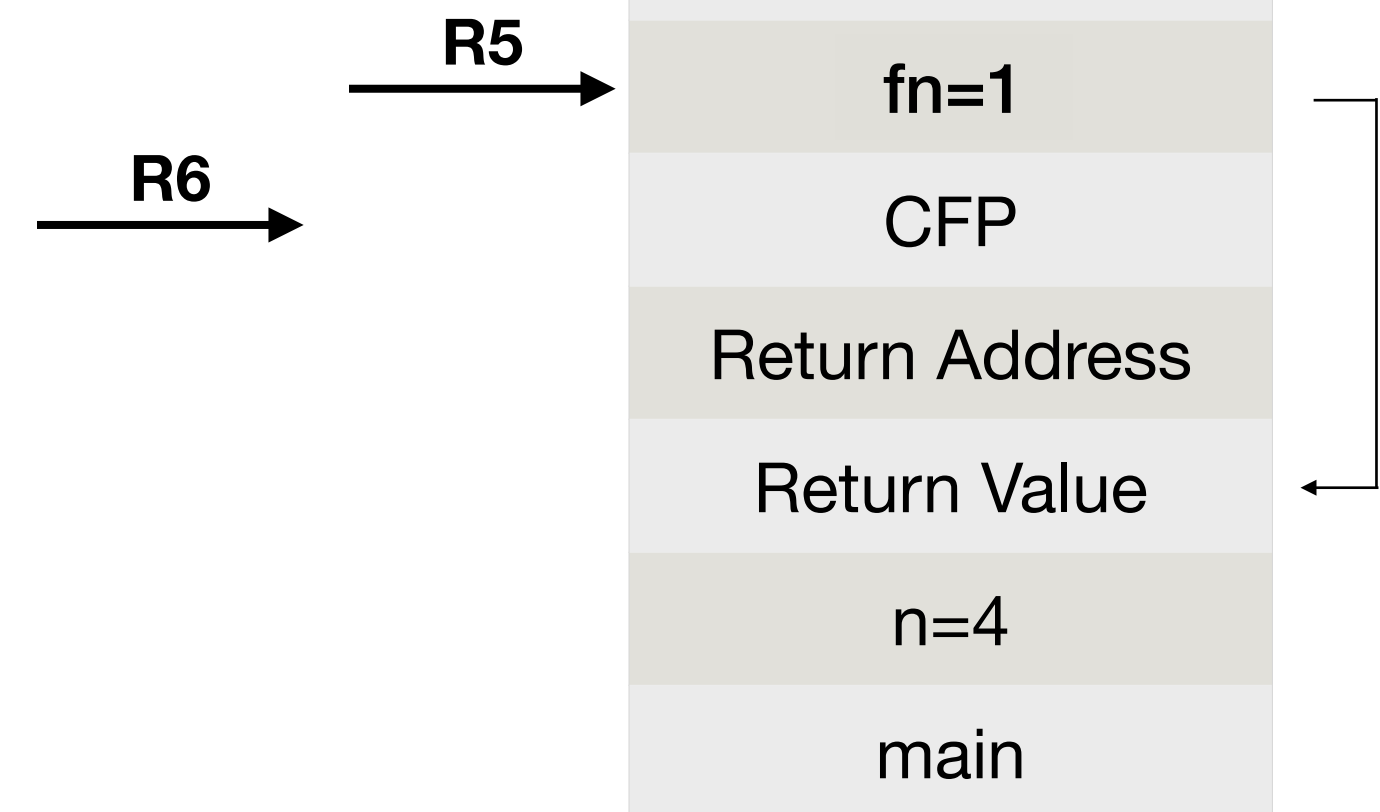 R5
fn=1
R6
CFP
Return Address
Return Value
n=4
main